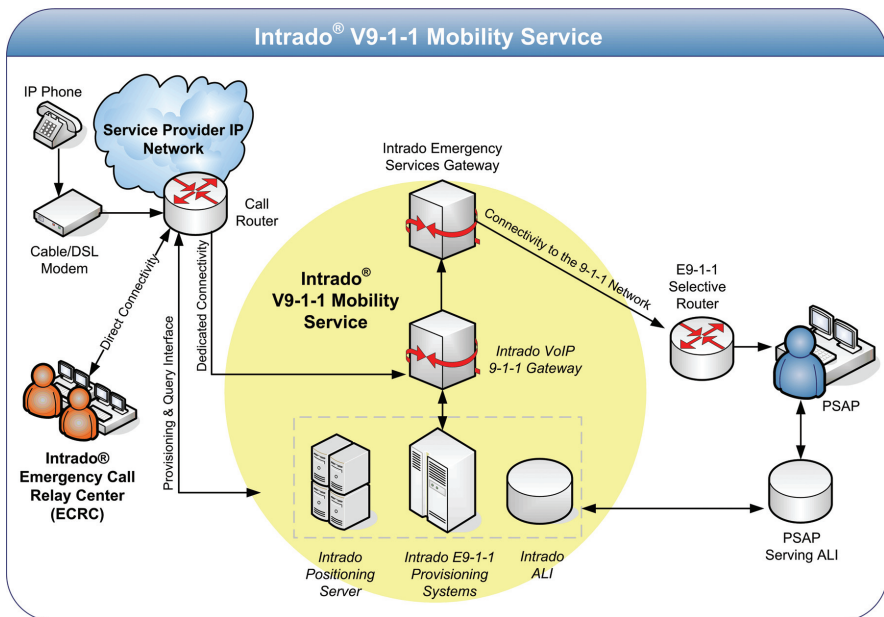 Intrado® V9-1-1 Mobility Service
IP Phone
Service Provider IP
Network
Call
Router
Cable/DSL
Modem
Direct Connectivity
Provisioning & Query Interface
Dedicated Connectivity
Intrado®
Emergency Call
Relay Center
(ECRC)
Intrado Emergency
Services Gateway
Connectivity to the 9-1-1 Network
Intrado®
V9-1-1 Mobility
Service
Intrado VoIP
9-1-1 Gateway
E9-1-1
Selective
Router
PSAP
PSAP
Serving ALI
Intrado
Positioning
Server
Intrado E9-1-1
Provisioning
Systems
Intrado
ALI